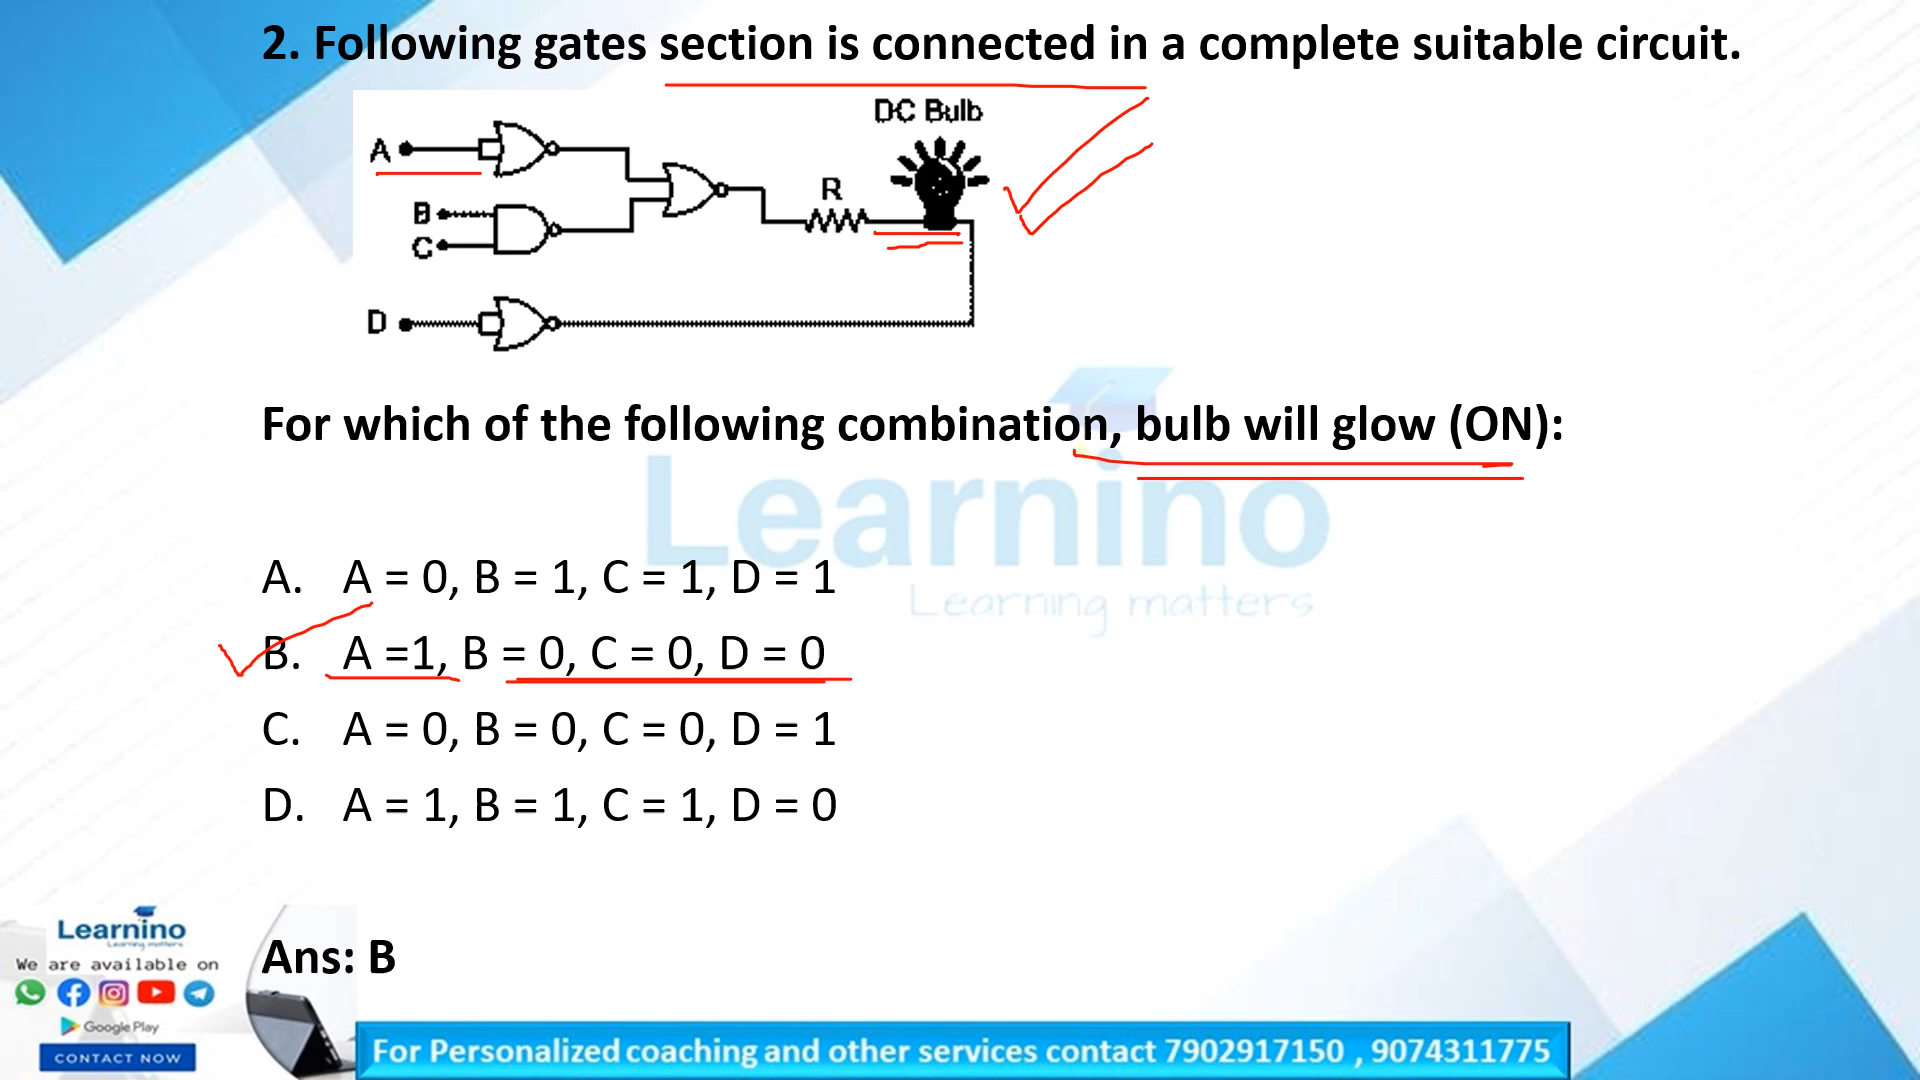 2. Following gates section is connected in a complete suitable circuit.
DC Bulb
A
R
B
C
D
For which of the following combination, bulb will glow (ON):
Learnino
Learning matters
A. A = 0, B = 1, C = 1, D = 1
B. A =1, B = 0, C = 0, D = 0
C. A = 0, B = 0, C = 0, D = 1
D. A = 1, B = 1, C = 1, D = 0
Ans: B
Learnino
Learning matters
We are available on
Google Play
CONTACT NOW
For Personalized coaching and other services contact 7902917150 , 9074311775